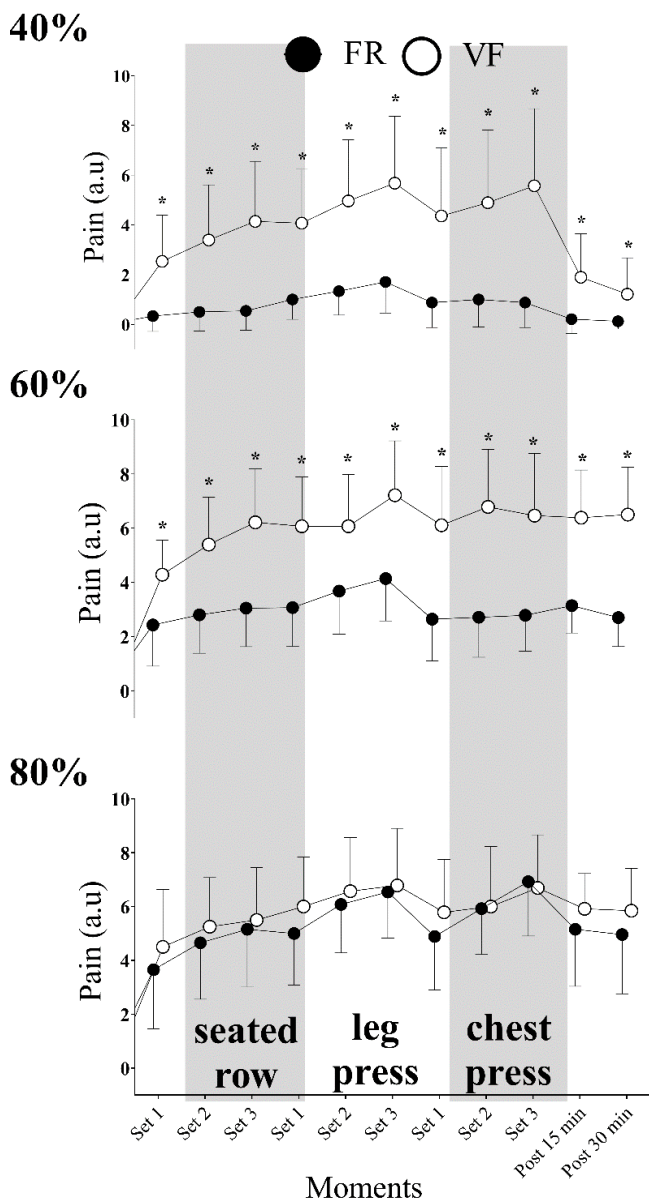 40%
FR VF
10
8
6
4
2
0
Pain (a.u)
* * * * * * * * * * *
60%
10
8
6
4
2
0
Pain (a.u)
* * * * * * * * * * *
80%
10
8
6
4
2
0
Pain (a.u)
seated
row
leg
press
chest
press
Set 1
Set 2
Set 3
Set 1
Set 2
Set 3
Set 1
Set 2
Set 3
Post 15 min
Post 30 min
Moments